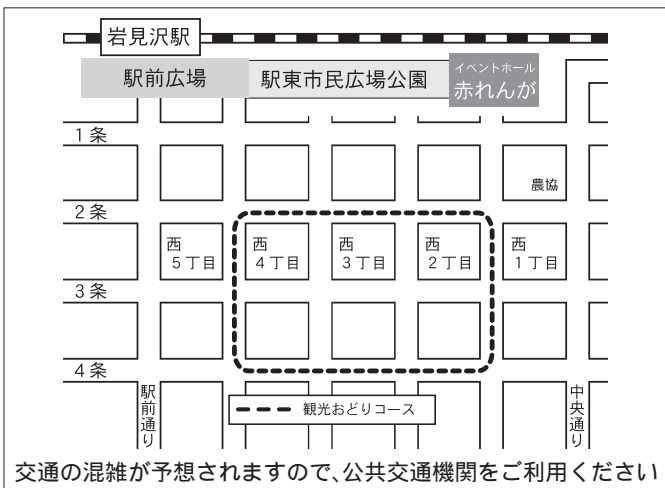 岩見沢駅
駅前広場
駅東市民広場公園
イベントホール
赤れんが
1条
農協
2条
西
5丁目
西
4丁目
西
3丁目
西
2丁目
西
1丁目
3条
4条
駅前通り
観光おどりコース
中央通り
交通の混雑が予想されますので、公共交通機関をご利用ください